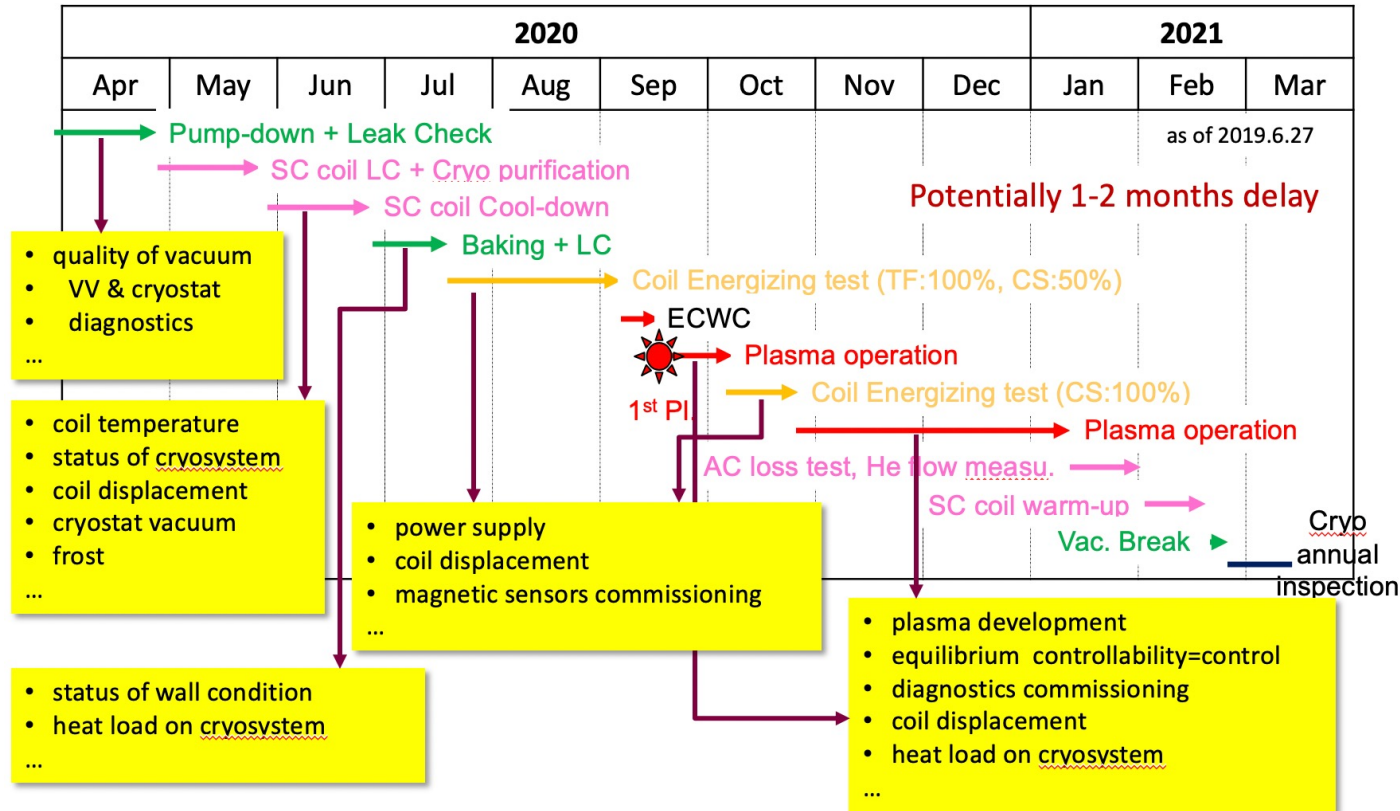 2020
2021
Apr
May
Jun
Jul
Aug
Sep
Oct
Nov
Dec
Jan
Feb
Mar
Pump-down + Leak Check
as of 2019.6.27
SC coil LC + Cryo purification
Potentially 1-2 months delay
SC coil Cool-down
Baking + LC
Coil Energizing test (TF:100%, CS:50%)
ECWC
Plasma operation
1st Pl.
Coil Energizing test (CS:100%)
Plasma operation
AC loss test, He flow measu.
SC coil warm-up
Vac. Break
Cryo
annual
inspection
• quality of vacuum
• VV & cryostat
• diagnostics
...
• coil temperature
• status of cryosystem
• coil displacement
• cryostat vacuum
• frost
...
• status of wall condition
• heat load on cryosystem
...
• power supply
• coil displacement
• magnetic sensors commissioning
...
• plasma development
• equilibrium controllability=control
• diagnostics commissioning
• coil displacement
• heat load on cryosystem
...